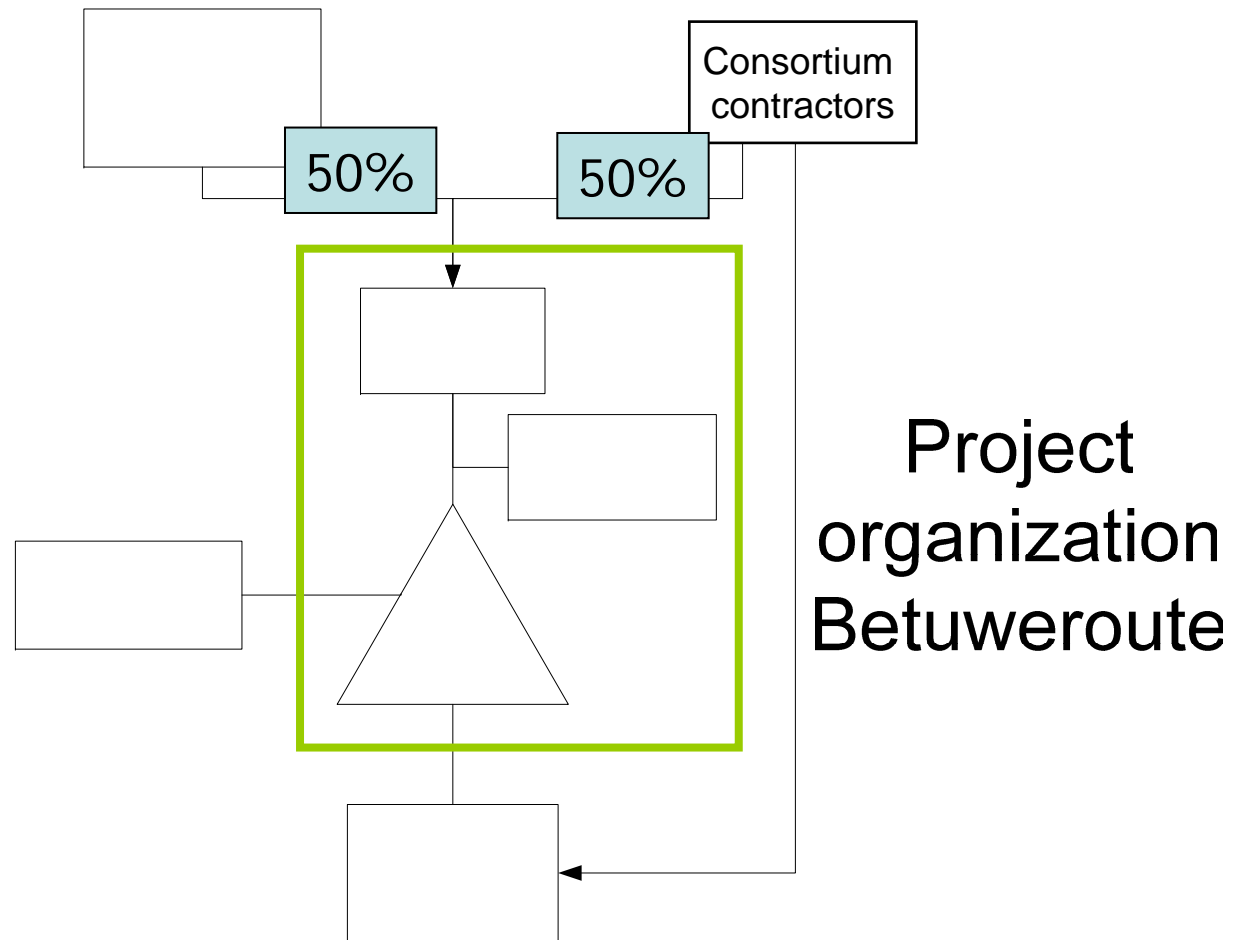 Consortium
contractors
50%
50%
Project
organization
Betuweroute